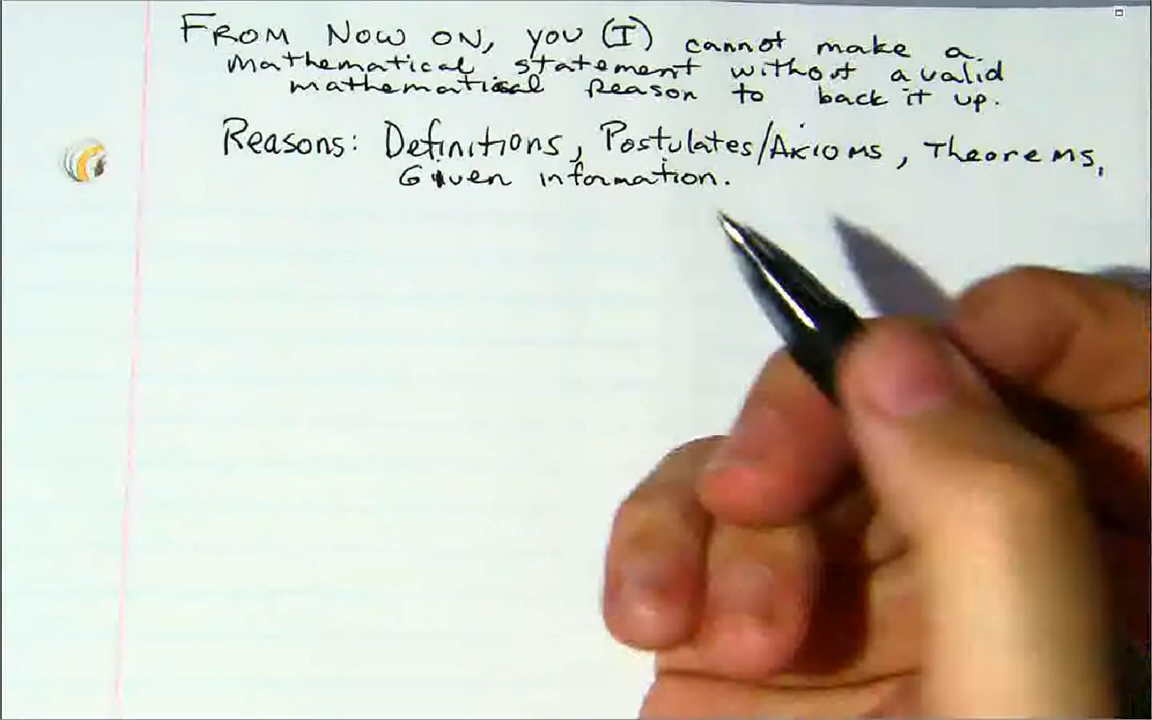 FROM NOW ON, you (I) cannot make a
mathematical statement without a valid
mathematical reason to back it up.
Reasons: Definitions, Postulates/Axioms, Theorems,
Given information.